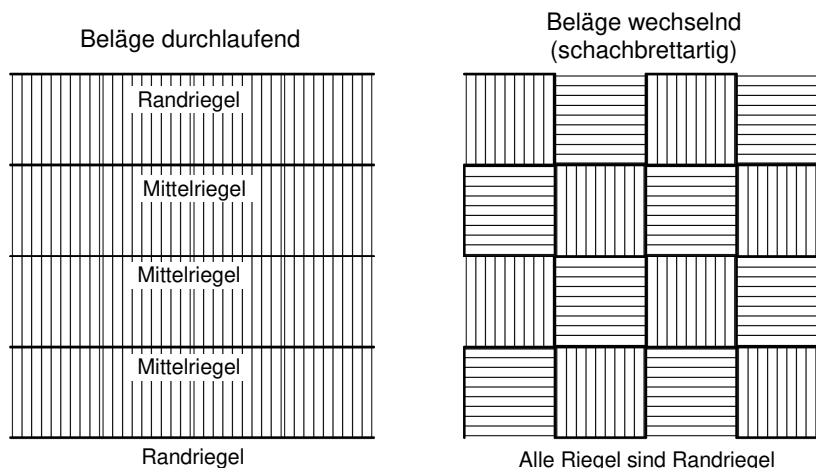 Beläge durchlaufend
Randriegel
Mittelriegel
Mittelriegel
Mittelriegel
Randriegel
Beläge wechselnd
(schachbrettartig)
Alle Riegel sind Randriegel